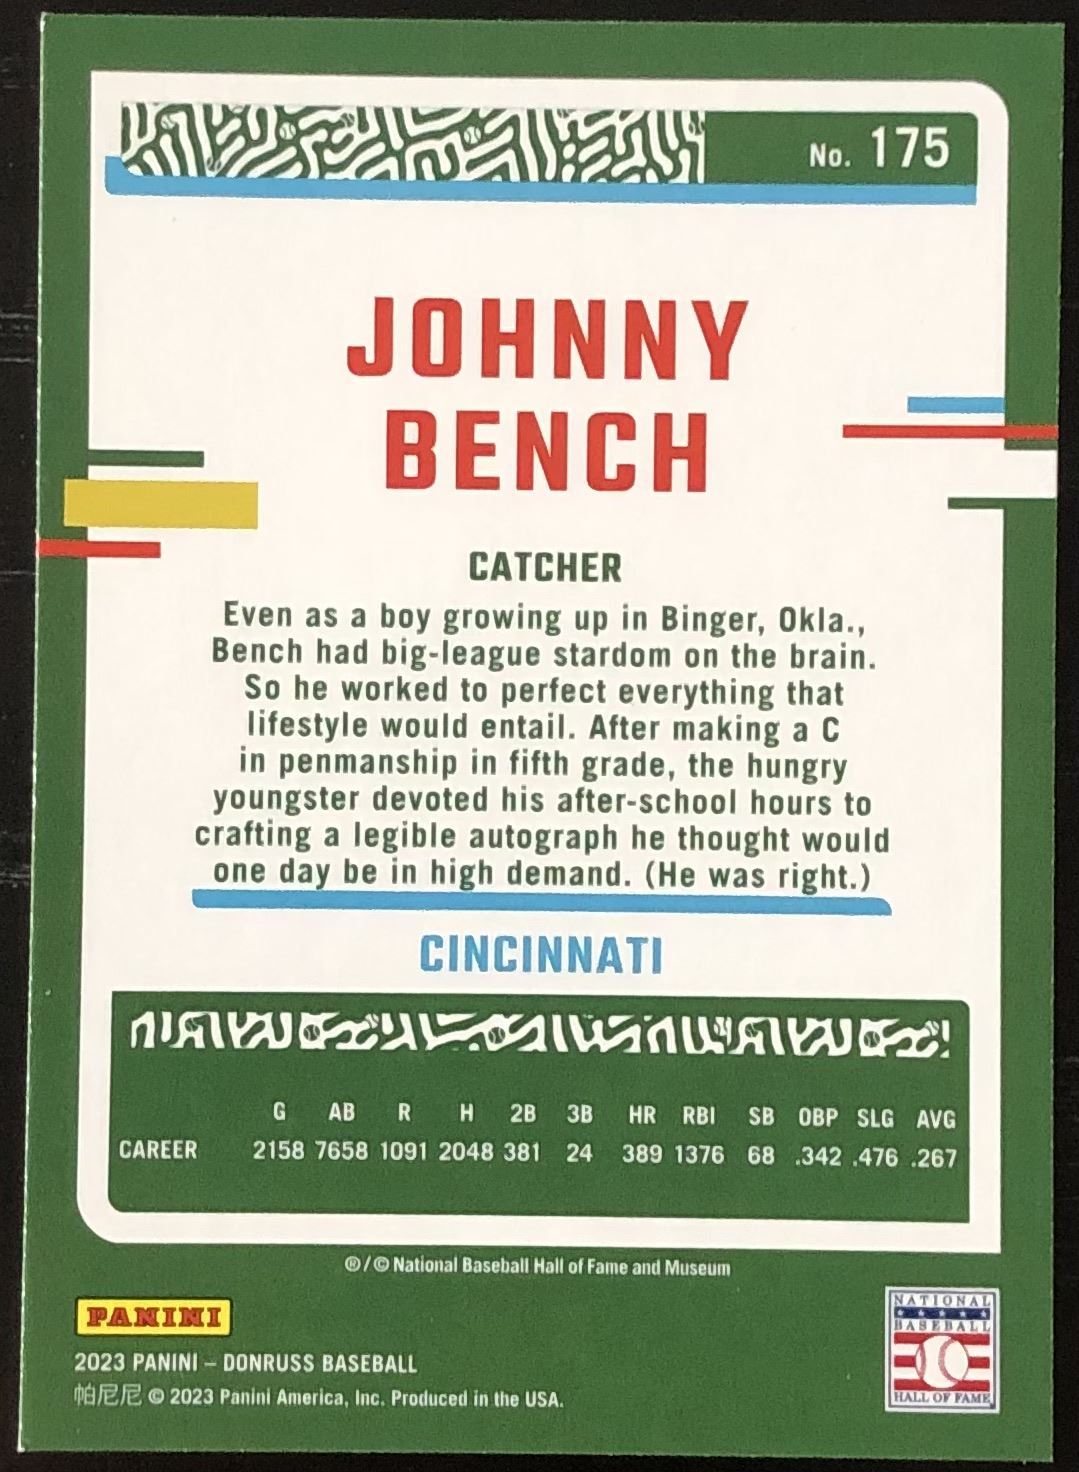 No. 175
JOHNNY
BENCH
CATCHER
Even as a boy growing up in Binger, Okla.,
Bench had big-league stardom on the brain.
So he worked to perfect everything that
lifestyle would entail. After making a C
in penmanship in fifth grade, the hungry
youngster devoted his after-school hours to
crafting a legible autograph he thought would
one day be in high demand. (He was right.)
CINCINNATI
G AB R H 2B 3B HR RBI SB OBP SLG AVG
CAREER 2158 7658 1091 2048 381 24 389 1376 68 .342 .476 .267
®/© National Baseball Hall of Fame and Museum
PANINI
2023 PANINI – DONRUSS BASEBALL
帕尼尼 © 2023 Panini America, Inc. Produced in the USA.
NATIONAL
BASEBALL
HALL OF FAME